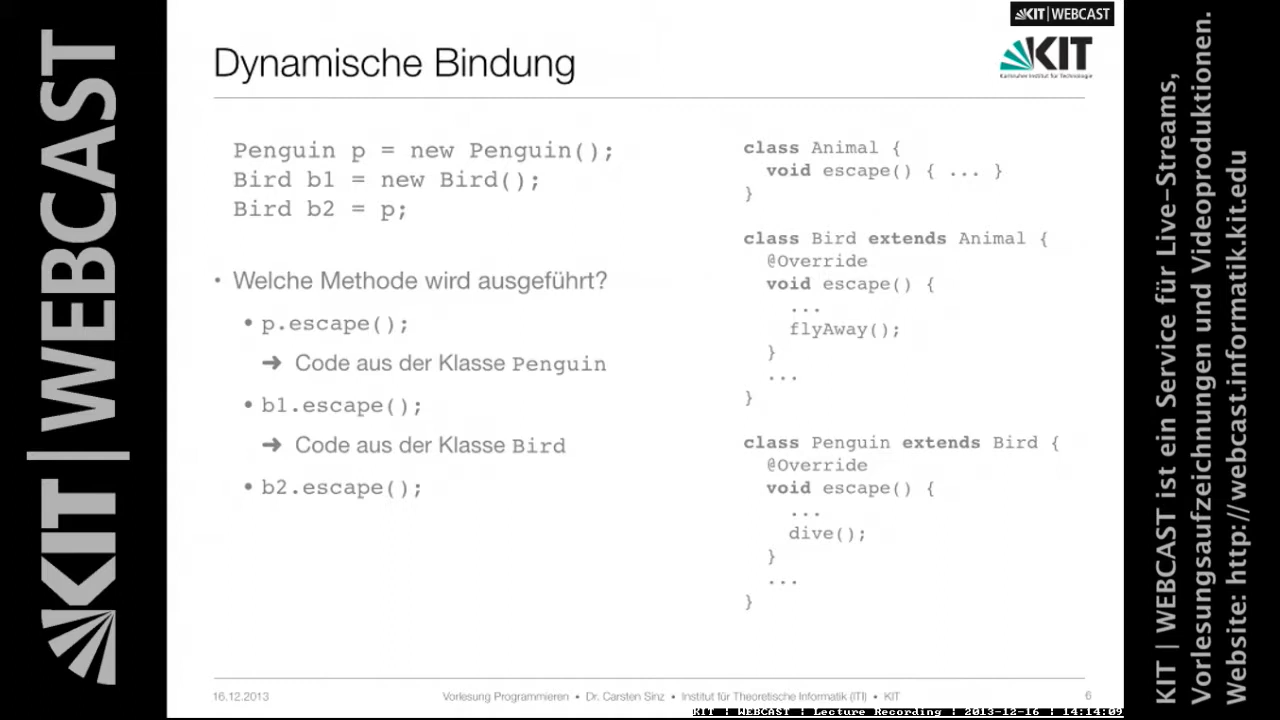 KIT | WEBCAST
KIT | WEBCAST
Dynamische Bindung
KIT
Karlsruher Institut für Technologie
Penguin p = new Penguin();
Bird b1 = new Bird();
Bird b2 = p;
• Welche Methode wird ausgeführt?
• p.escape();
➜ Code aus der Klasse Penguin
• b1.escape();
➜ Code aus der Klasse Bird
• b2.escape();
class Animal {
void escape() { ... }
}
class Bird extends Animal {
@Override
void escape() {
...
flyAway();
}
...
}
class Penguin extends Bird {
@Override
void escape() {
...
dive();
}
...
}
16.12.2013
Vorlesung Programmieren • Dr. Carsten Sinz • Institut für Theoretische Informatik (ITI) • KIT
6
KIT : WEBCAST : Lecture Recording : 2013-12-16 : 14:14:09
KIT | WEBCAST ist ein Service für Live-Streams,
Vorlesungsaufzeichnungen und Videoproduktionen.
Website: http://webcast.informatik.kit.edu